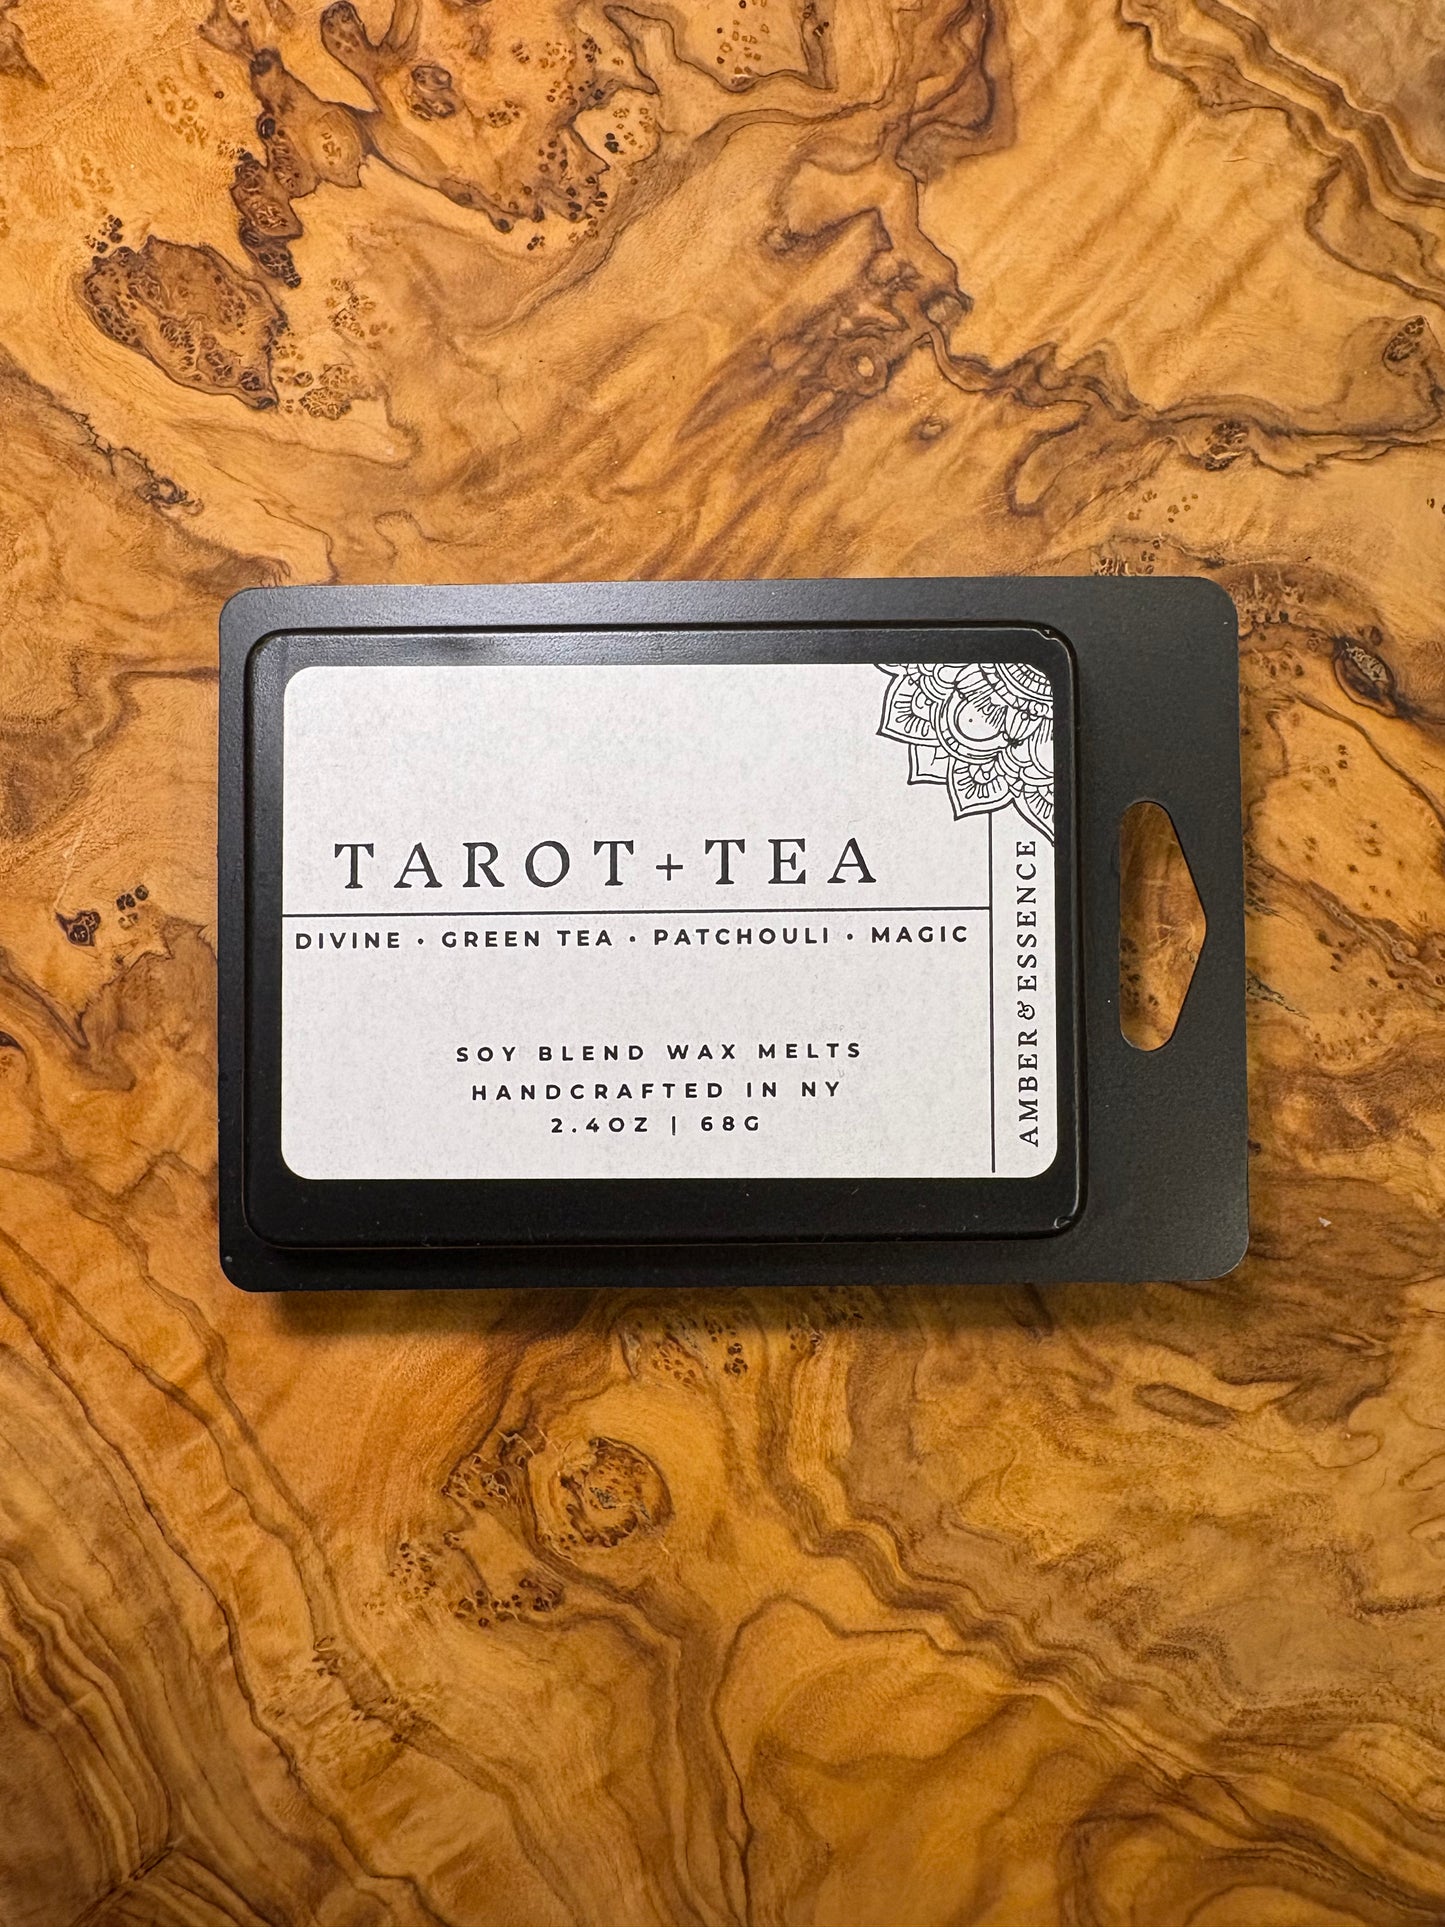 TAROT+TEA
DIVINE • GREEN TEA • PATCHOULI • MAGIC
SOY BLEND WAX MELTS
HANDCRAFTED IN NY
2.4OZ | 68G
AMBER & ESSENCE